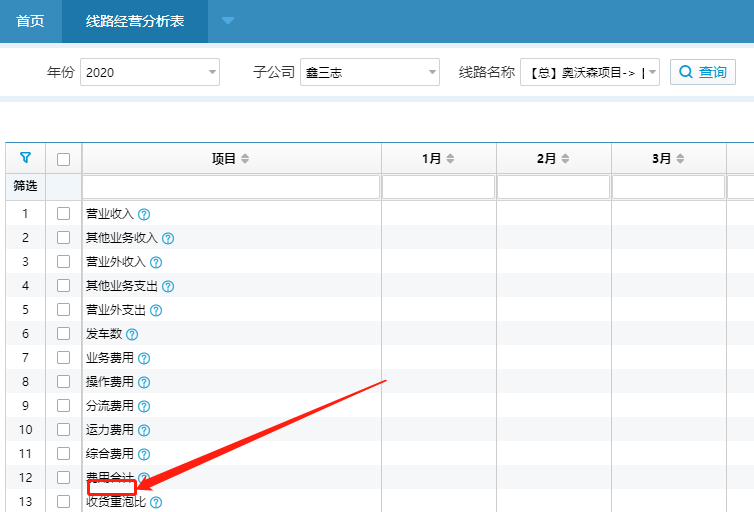 首页 线路经营分析表
年份 2020 子公司 鑫三志 线路名称 【总】奥沃森项目-> 查询
项目 1月 2月 3月
筛选
1 营业收入 ?
2 其他业务收入 ?
3 营业外收入 ?
4 其他业务支出 ?
5 营业外支出 ?
6 发车数 ?
7 业务费用 ?
8 操作费用 ?
9 分流费用 ?
10 运力费用 ?
11 综合费用 ?
12 费用合计 ?
13 收货重泡比 ?